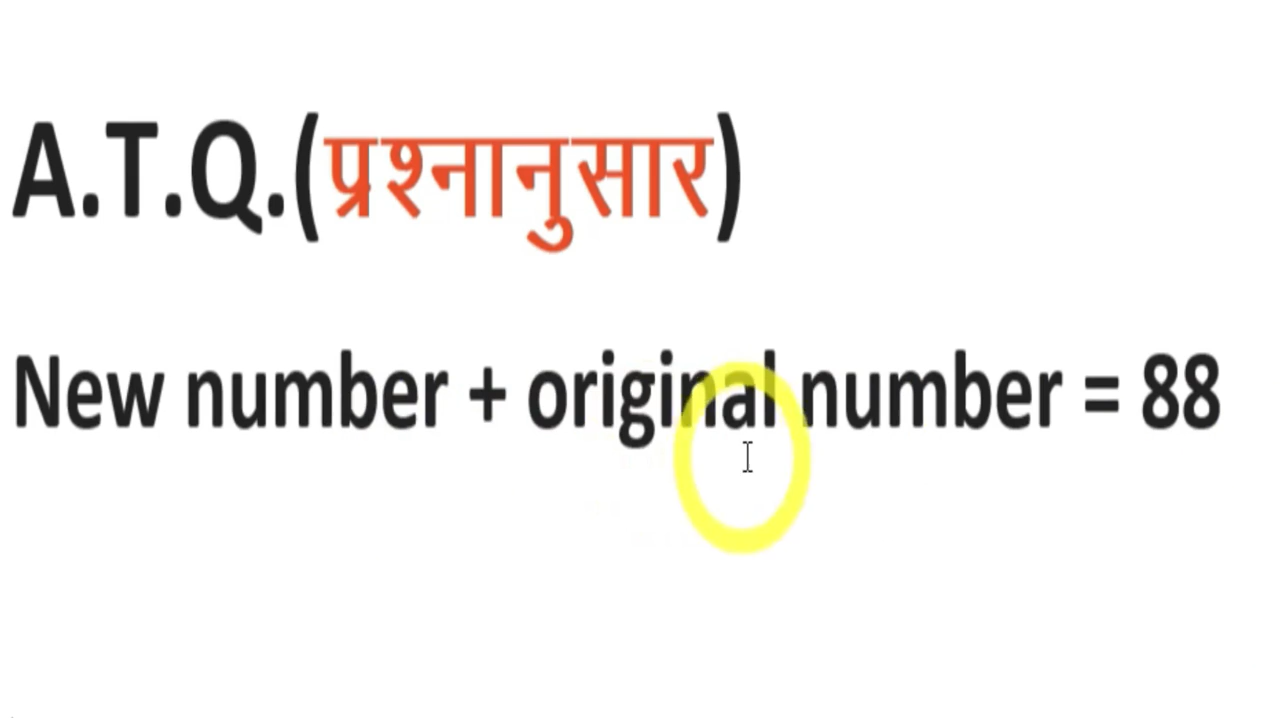 A.T.Q.(प्रश्नानुसार)
New number + original number = 88